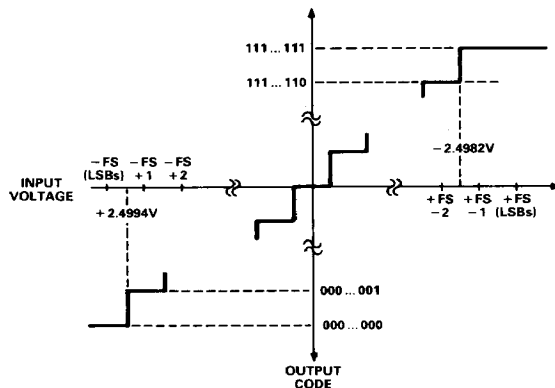 111...111
111...110
−FS
(LSBs)
−FS
+1
−FS
+2
−2.4982V
INPUT
VOLTAGE
+2.4994V
+FS
−2
+FS
−1
+FS
(LSBs)
000...001
000...000
OUTPUT
CODE